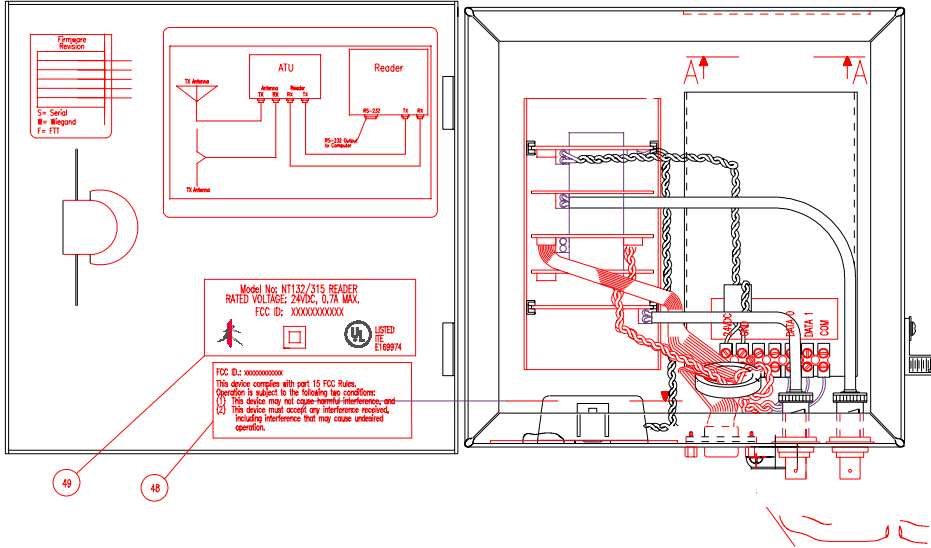 Firmware
Revision
S= Serial
W= Wiegand
F= FTT
TX Antenna
TX Antenna
ATU
Antenna
Reader
TX RX RX TX
Reader
RS-232
TX RX
RS-232 Output
to Computer
Model No: NT132/315 READER
RATED VOLTAGE: 24VDC, 0.7A MAX,
FCC ID: XXXXXXXXXXX
UL
LISTED
ITE
E169974
FCC ID.: XXXXXXXXXXXX
This device complies with part 15 FCC Rules.
Operation is subject to the following two conditions:
(1) This device may not cause harmful interference, and
(2) This device must accept any interference received,
including interference that may cause undesired
operation.
49
48
A
A
24VDC
GND
DATA 0
DATA 1
COM